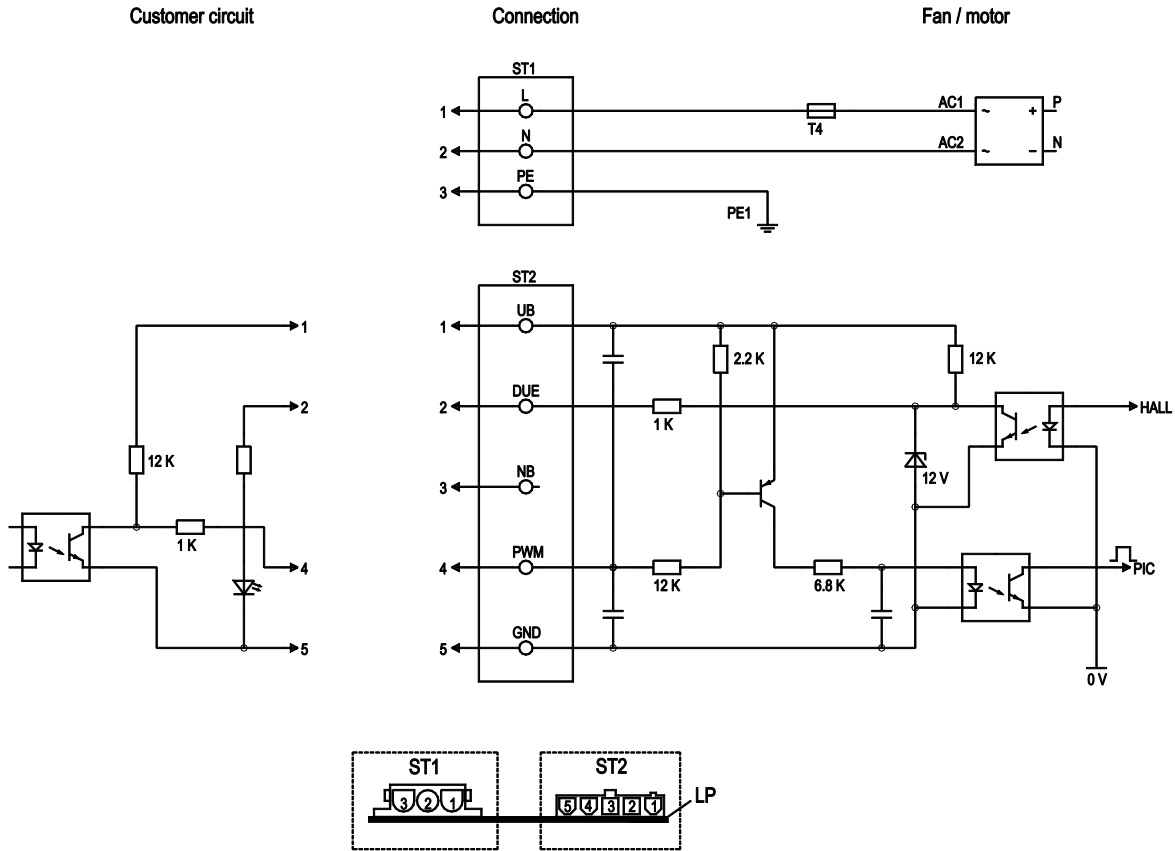 Customer circuit
Connection
Fan / motor
ST1
1
L
T4
AC1
~
+
P
2
N
AC2
~
−
N
3
PE
PE1
ST2
1
1
UB
2.2 K
12 K
2
2
DUE
1 K
HALL
12 K
3
NB
12 V
1 K
4
4
PWM
12 K
6.8 K
PIC
5
5
GND
0 V
ST1
ST2
3 2 1
5 4 3 2 1
LP